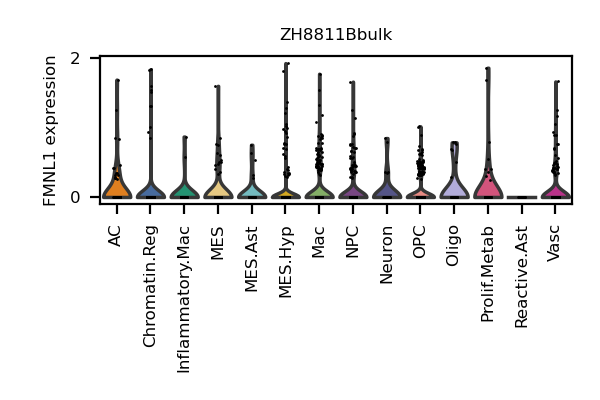 ZH8811Bbulk
FMNL1 expression
2
0
AC
Chromatin.Reg
Inflammatory.Mac
MES
MES.Ast
MES.Hyp
Mac
NPC
Neuron
OPC
Oligo
Prolif.Metab
Reactive.Ast
Vasc